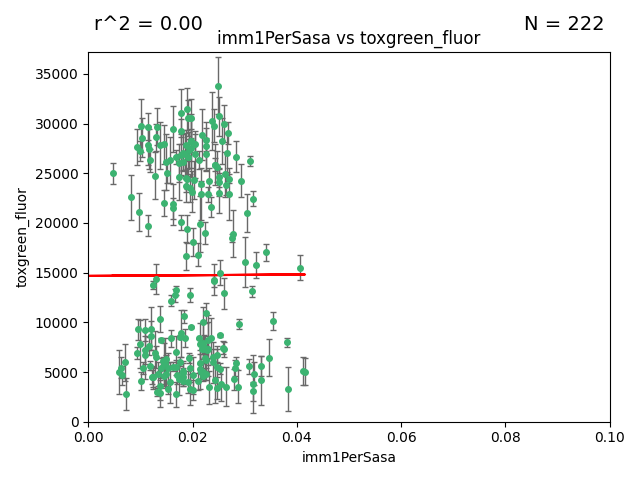 r^2 = 0.00
N = 222
imm1PerSasa vs toxgreen_fluor
35000
30000
25000
20000
15000
10000
5000
0
toxgreen_fluor
0.00
0.02
0.04
0.06
0.08
0.10
imm1PerSasa